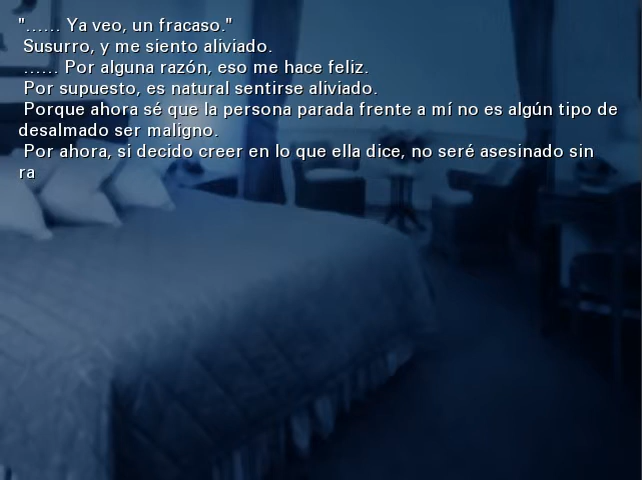 "...... Ya veo, un fracaso."
Susurro, y me siento aliviado.
...... Por alguna razón, eso me hace feliz.
Por supuesto, es natural sentirse aliviado.
Porque ahora sé que la persona parada frente a mí no es algún tipo de
desalmado ser maligno.
Por ahora, si decido creer en lo que ella dice, no seré asesinado sin
ra